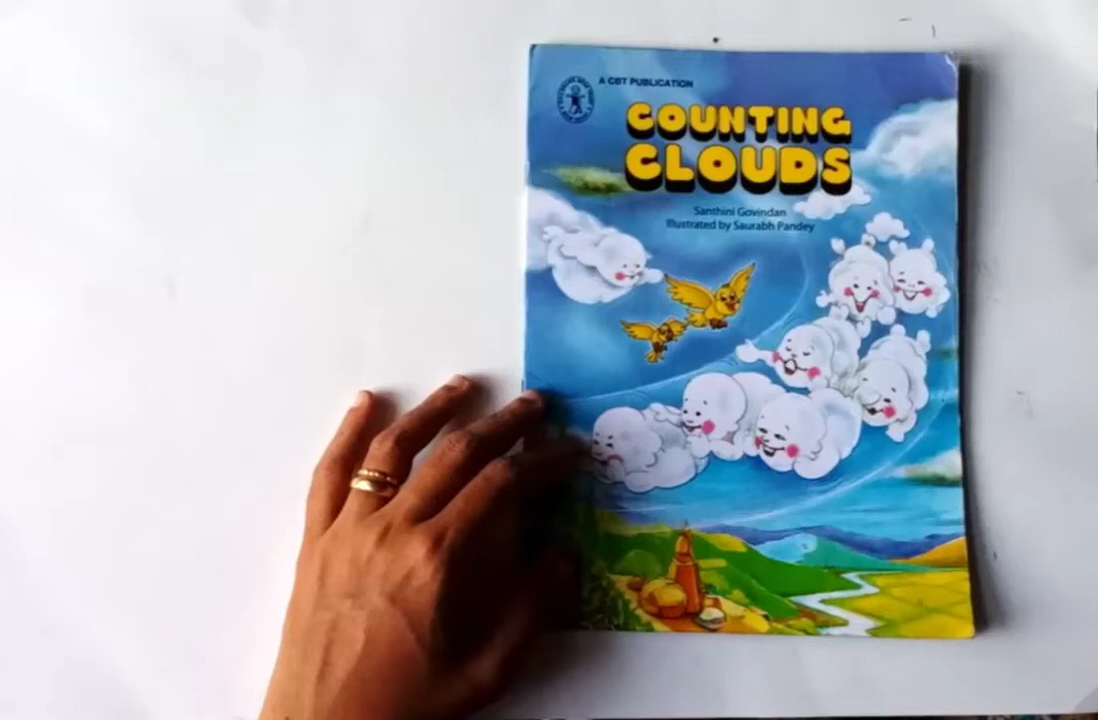 A CBT PUBLICATION
COUNTING
CLOUDS
Santhini Govindan
Illustrated by Saurabh Pandey